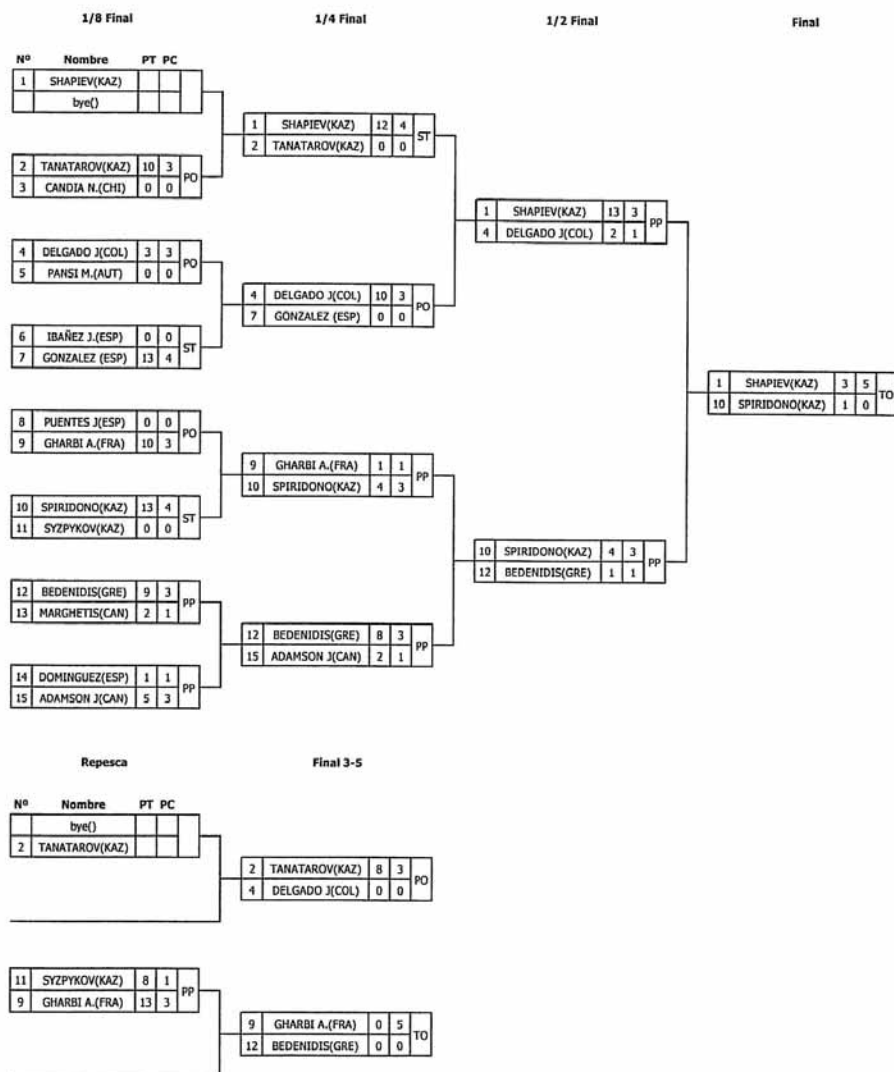 1/8 Final 1/4 Final 1/2 Final Final
Nº Nombre PT PC
1 SHAPIEV(KAZ)
bye()
1 SHAPIEV(KAZ) 12 4 ST
2 TANATAROV(KAZ) 0 0
2 TANATAROV(KAZ) 10 3 PO
3 CANDIA N.(CHI) 0 0
1 SHAPIEV(KAZ) 13 3 PP
4 DELGADO J(COL) 2 1
4 DELGADO J(COL) 3 3 PO
5 PANSI M.(AUT) 0 0
4 DELGADO J(COL) 10 3 PO
7 GONZALEZ (ESP) 0 0
6 IBAÑEZ J.(ESP) 0 0 ST
7 GONZALEZ (ESP) 13 4
1 SHAPIEV(KAZ) 3 5 TO
10 SPIRIDONO(KAZ) 1 0
8 PUENTES J(ESP) 0 0 PO
9 GHARBI A.(FRA) 10 3
9 GHARBI A.(FRA) 1 1 PP
10 SPIRIDONO(KAZ) 4 3
10 SPIRIDONO(KAZ) 13 4 ST
11 SYZPYKOV(KAZ) 0 0
10 SPIRIDONO(KAZ) 4 3 PP
12 BEDENIDIS(GRE) 1 1
12 BEDENIDIS(GRE) 9 3 PP
13 MARGHETIS(CAN) 2 1
12 BEDENIDIS(GRE) 8 3 PP
15 ADAMSON J(CAN) 2 1
14 DOMINGUEZ(ESP) 1 1 PP
15 ADAMSON J(CAN) 5 3
Repesca Final 3-5
Nº Nombre PT PC
bye()
2 TANATAROV(KAZ)
2 TANATAROV(KAZ) 8 3 PO
4 DELGADO J(COL) 0 0
11 SYZPYKOV(KAZ) 8 1 PP
9 GHARBI A.(FRA) 13 3
9 GHARBI A.(FRA) 0 5 TO
12 BEDENIDIS(GRE) 0 0